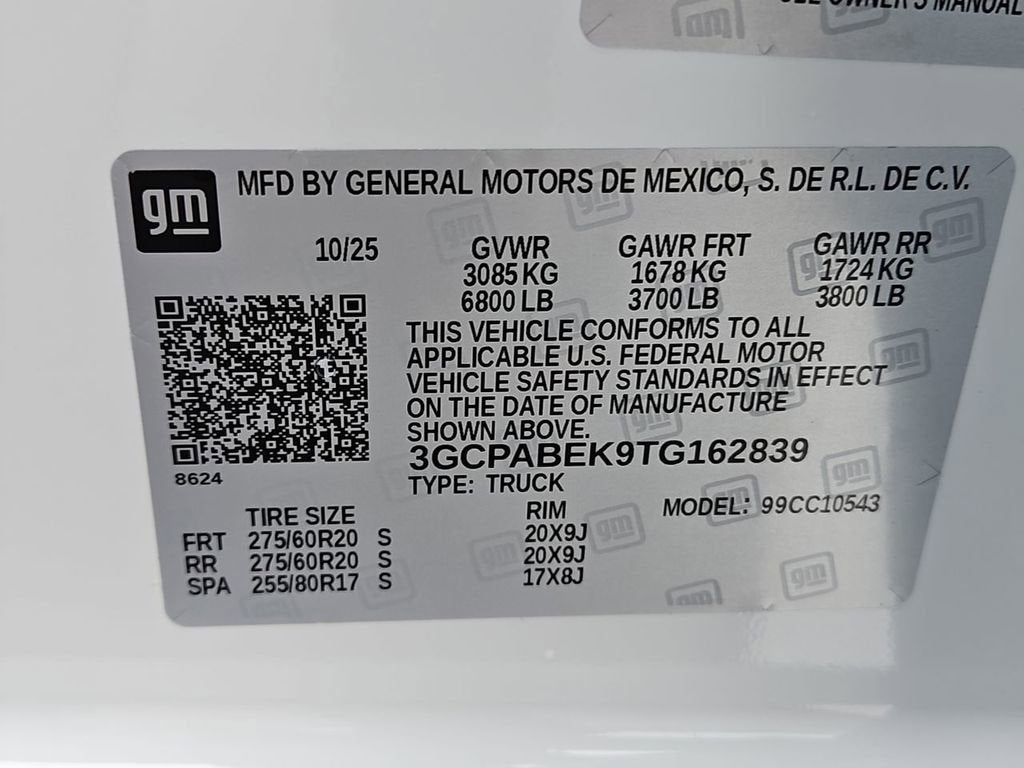 OWNER'S MANUAL
gm
MFD BY GENERAL MOTORS DE MEXICO, S. DE R.L. DE C.V.
10/25 GVWR GAWR FRT GAWR RR
3085 KG 1678 KG 1724 KG
6800 LB 3700 LB 3800 LB
THIS VEHICLE CONFORMS TO ALL
APPLICABLE U.S. FEDERAL MOTOR
VEHICLE SAFETY STANDARDS IN EFFECT
ON THE DATE OF MANUFACTURE
SHOWN ABOVE.
3GCPABEK9TG162839
8624
TYPE: TRUCK
TIRE SIZE RIM MODEL: 99CC10543
FRT 275/60R20 S 20X9J
RR 275/60R20 S 20X9J
SPA 255/80R17 S 17X8J